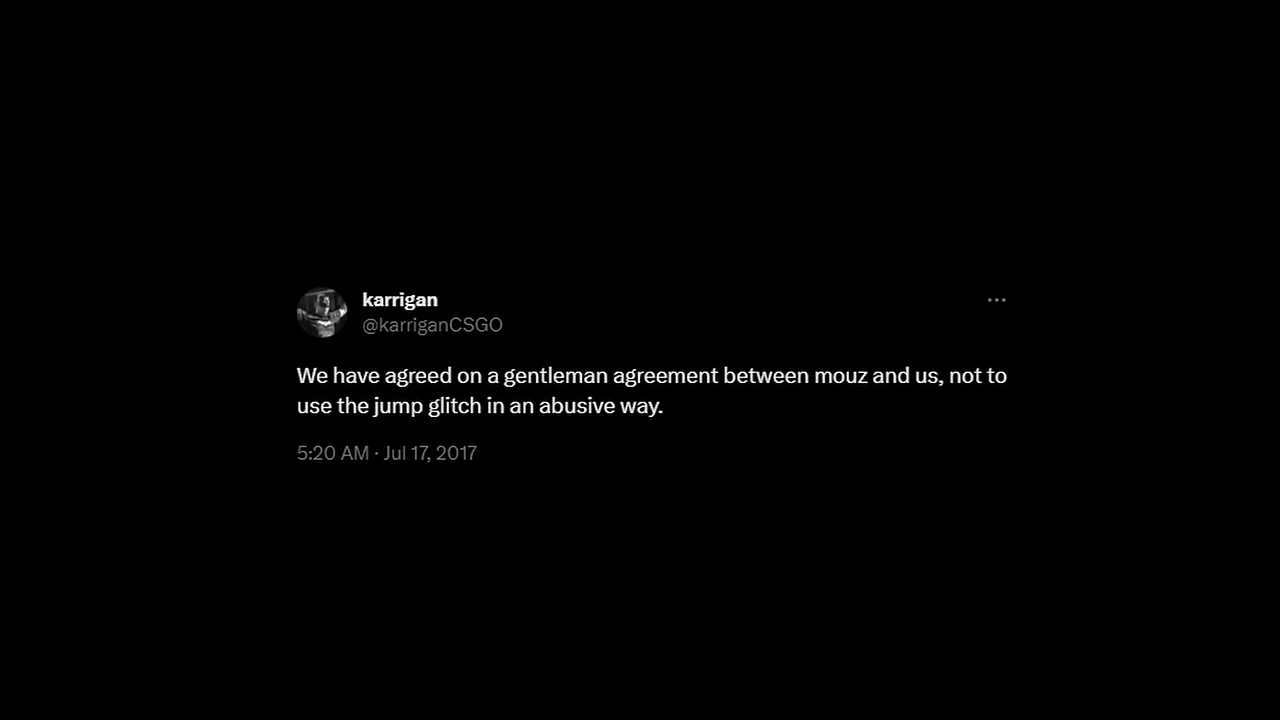 karrigan
@karriganCSGO
We have agreed on a gentleman agreement between mouz and us, not to
use the jump glitch in an abusive way.
5:20 AM · Jul 17, 2017